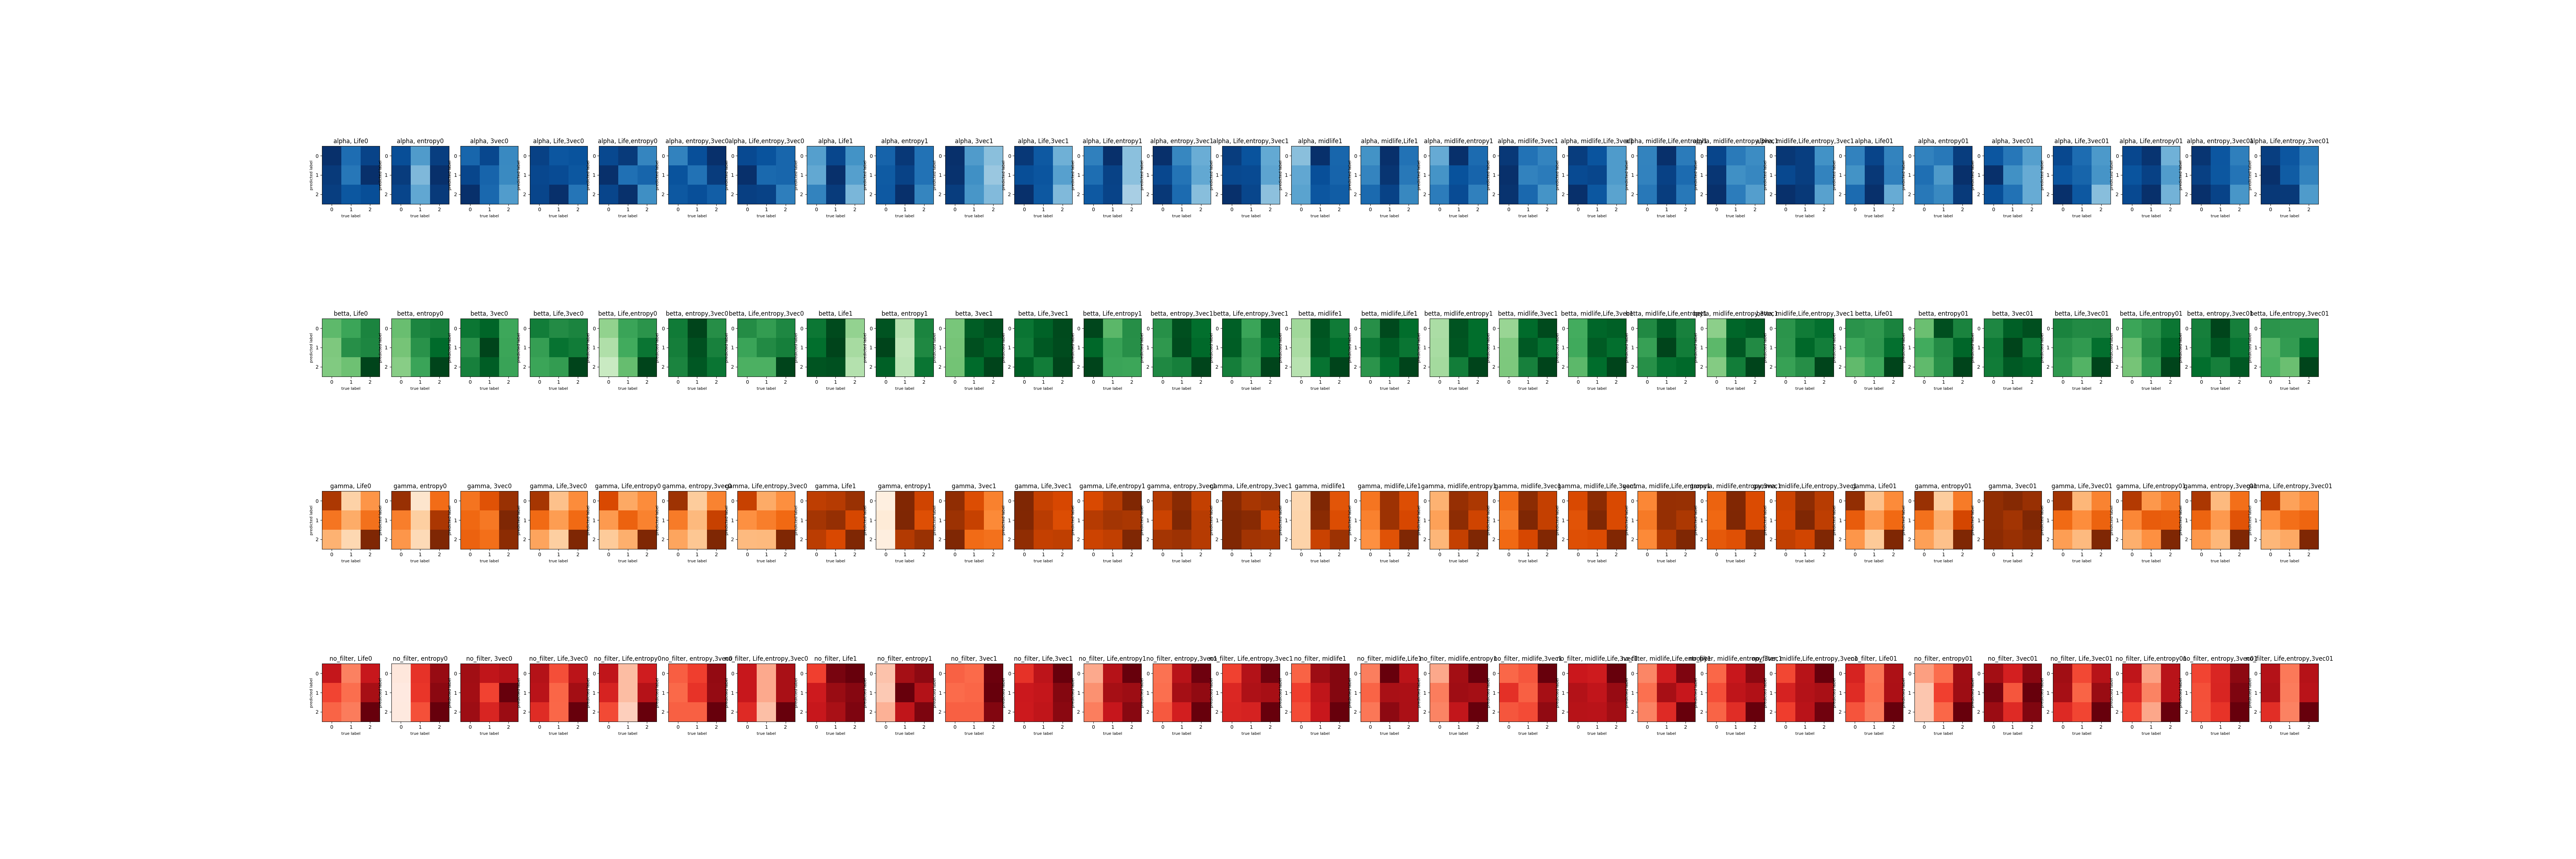 alpha, Life0 alpha, entropy0 alpha, 3vec0 alpha, Life,3vec0 alpha, Life,entropy0 alpha, entropy,3vec0 alpha, Life,entropy,3vec0 alpha, Life1 alpha, entropy1 alpha, 3vec1 alpha, Life,3vec1 alpha, Life,entropy1 alpha, entropy,3vec1 alpha, Life,entropy,3vec1 alpha, midlife1 alpha, midlife,Life1 alpha, midlife,entropy1 alpha, midlife,3vec1 alpha, midlife,Life,3vec1 alpha, midlife,Life,entropy1 alpha, midlife,entropy,3vec1 midlife,Life,entropy,3vec1 alpha, Life01 alpha, entropy01 alpha, 3vec01 alpha, Life,3vec01 alpha, Life,entropy01 alpha, entropy,3vec01 alpha, Life,entropy,3vec01
predicted label
true label
betta, Life0 betta, entropy0 betta, 3vec0 betta, Life,3vec0 betta, Life,entropy0 betta, entropy,3vec0 betta, Life,entropy,3vec0 betta, Life1 betta, entropy1 betta, 3vec1 betta, Life,3vec1 betta, Life,entropy1 betta, entropy,3vec1 betta, Life,entropy,3vec1 betta, midlife1 betta, midlife,Life1 betta, midlife,entropy1 betta, midlife,3vec1 betta, midlife,Life,3vec1 betta, midlife,Life,entropy1 betta, midlife,entropy,3vec1 midlife,Life,entropy,3vec1 betta, Life01 betta, entropy01 betta, 3vec01 betta, Life,3vec01 betta, Life,entropy01 betta, entropy,3vec01 betta, Life,entropy,3vec01
predicted label
true label
gamma, Life0 gamma, entropy0 gamma, 3vec0 gamma, Life,3vec0 gamma, Life,entropy0 gamma, entropy,3vec0 gamma, Life,entropy,3vec0 gamma, Life1 gamma, entropy1 gamma, 3vec1 gamma, Life,3vec1 gamma, Life,entropy1 gamma, entropy,3vec1 gamma, Life,entropy,3vec1 gamma, midlife1 gamma, midlife,Life1 gamma, midlife,entropy1 gamma, midlife,3vec1 gamma, midlife,Life,3vec1 gamma, midlife,Life,entropy1 gamma, midlife,entropy,3vec1 midlife,Life,entropy,3vec1 gamma, Life01 gamma, entropy01 gamma, 3vec01 gamma, Life,3vec01 gamma, Life,entropy01 gamma, entropy,3vec01 gamma, Life,entropy,3vec01
predicted label
true label
no_filter, Life0 no_filter, entropy0 no_filter, 3vec0 no_filter, Life,3vec0 no_filter, Life,entropy0 no_filter, entropy,3vec0 no_filter, Life,entropy,3vec0 no_filter, Life1 no_filter, entropy1 no_filter, 3vec1 no_filter, Life,3vec1 no_filter, Life,entropy1 no_filter, entropy,3vec1 no_filter, Life,entropy,3vec1 no_filter, midlife1 no_filter, midlife,Life1 no_filter, midlife,entropy1 no_filter, midlife,3vec1 no_filter, midlife,Life,3vec1 no_filter, midlife,Life,entropy1 no_filter, midlife,entropy,3vec1 midlife,Life,entropy,3vec1 no_filter, Life01 no_filter, entropy01 no_filter, 3vec01 no_filter, Life,3vec01 no_filter, Life,entropy01 no_filter, entropy,3vec01 no_filter, Life,entropy,3vec01
predicted label
true label